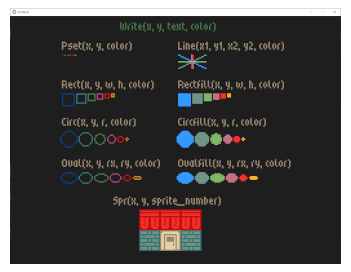 Write(x, y, text, color)
Pset(x, y, color)
Line(x1, y1, x2, y2, color)
Rect(x, y, w, h, color)
Rectfill(x, y, w, h, color)
Circ(x, y, r, color)
Circfill(x, y, r, color)
Oval(x, y, rx, ry, color)
Ovalfill(x, y, rx, ry, color)
Spr(x, y, sprite_number)